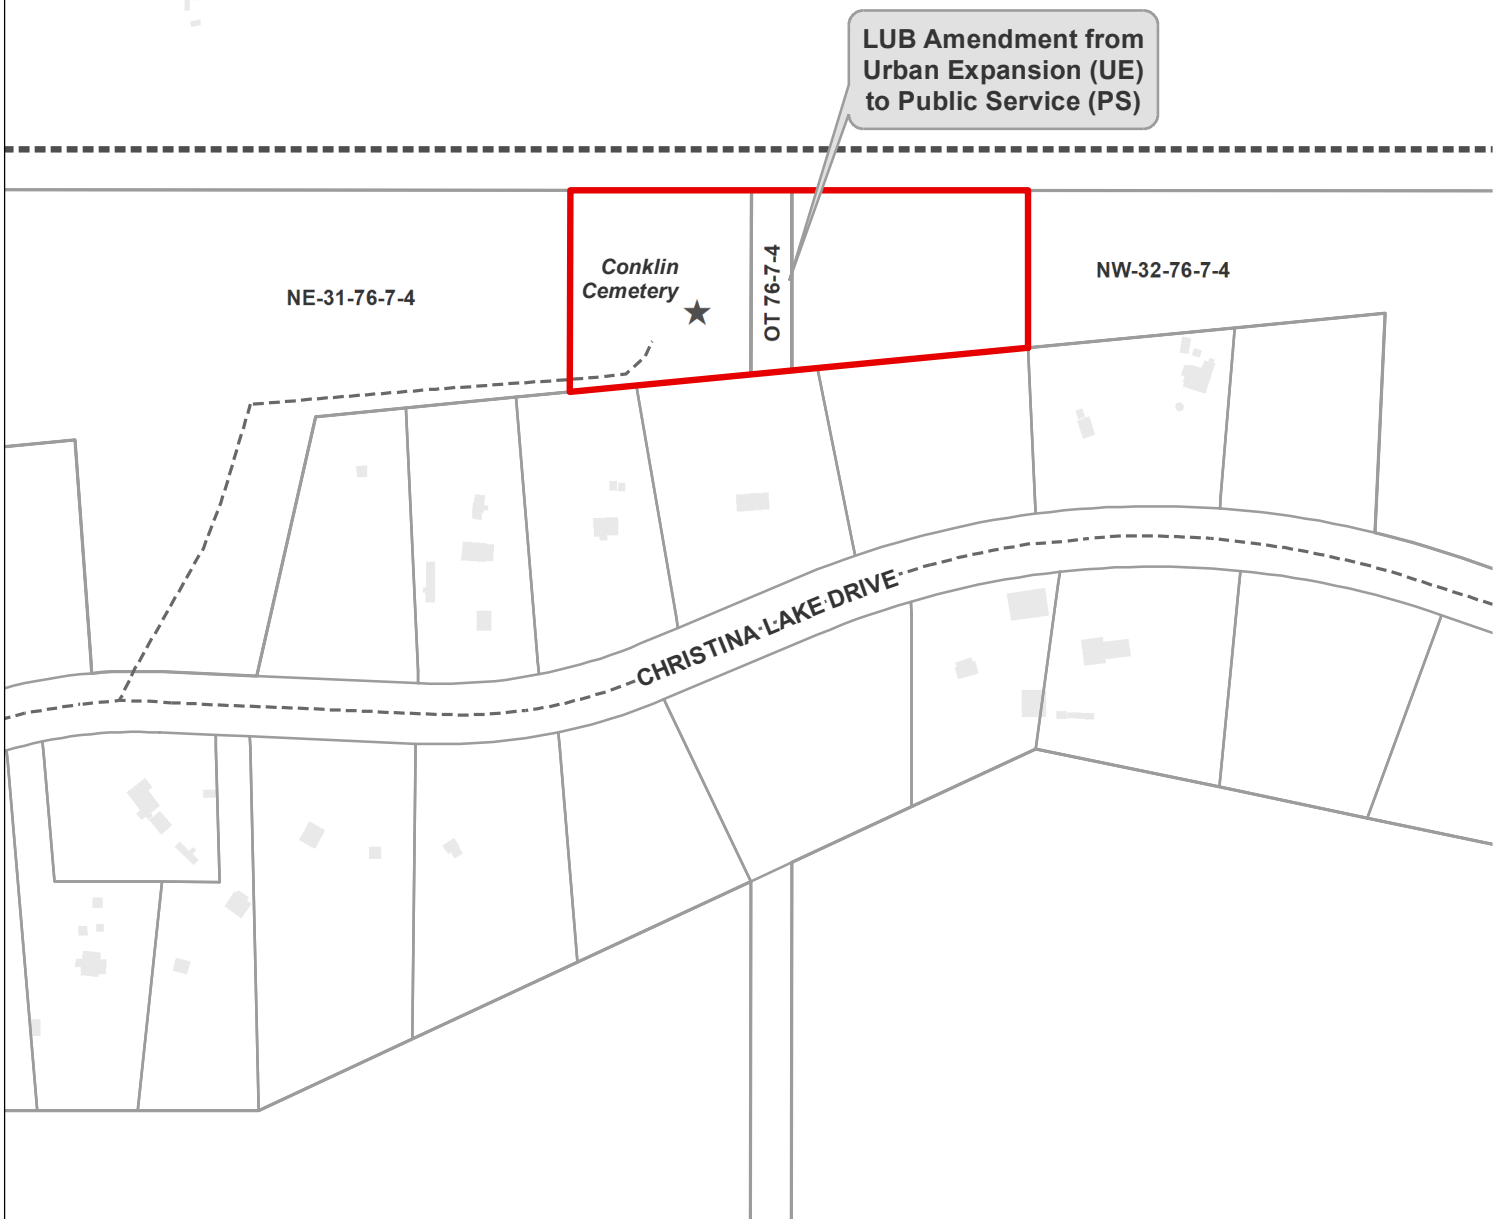 LUB Amendment from
Urban Expansion (UE)
to Public Service (PS)
Conklin
Cemetery
OT 76-7-4
NW-32-76-7-4
NE-31-76-7-4
CHRISTINA LAKE DRIVE